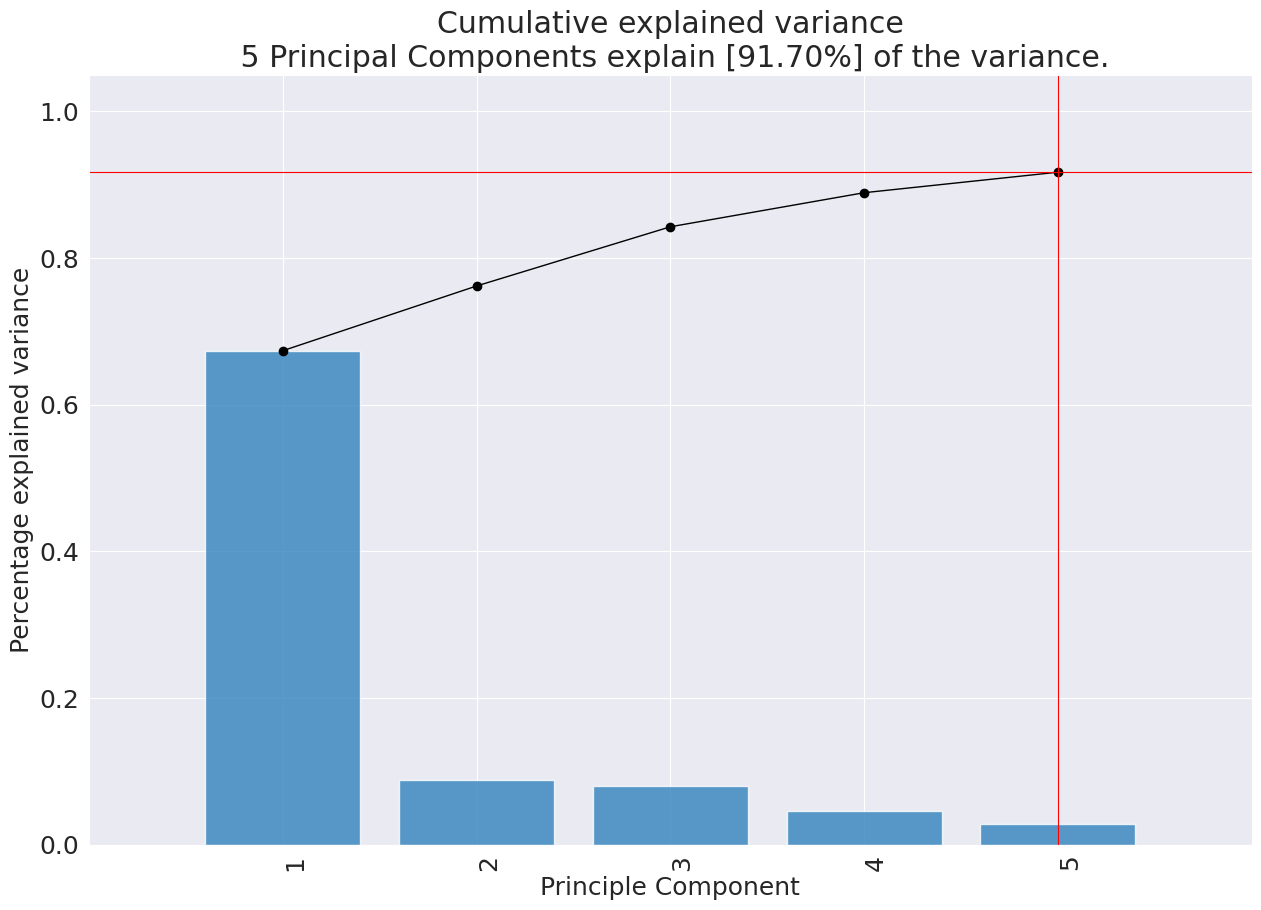 Cumulative explained variance
5 Principal Components explain [91.70%] of the variance.
1.0
0.8
0.6
0.4
0.2
0.0
Percentage explained variance
1
2
3
4
5
Principle Component